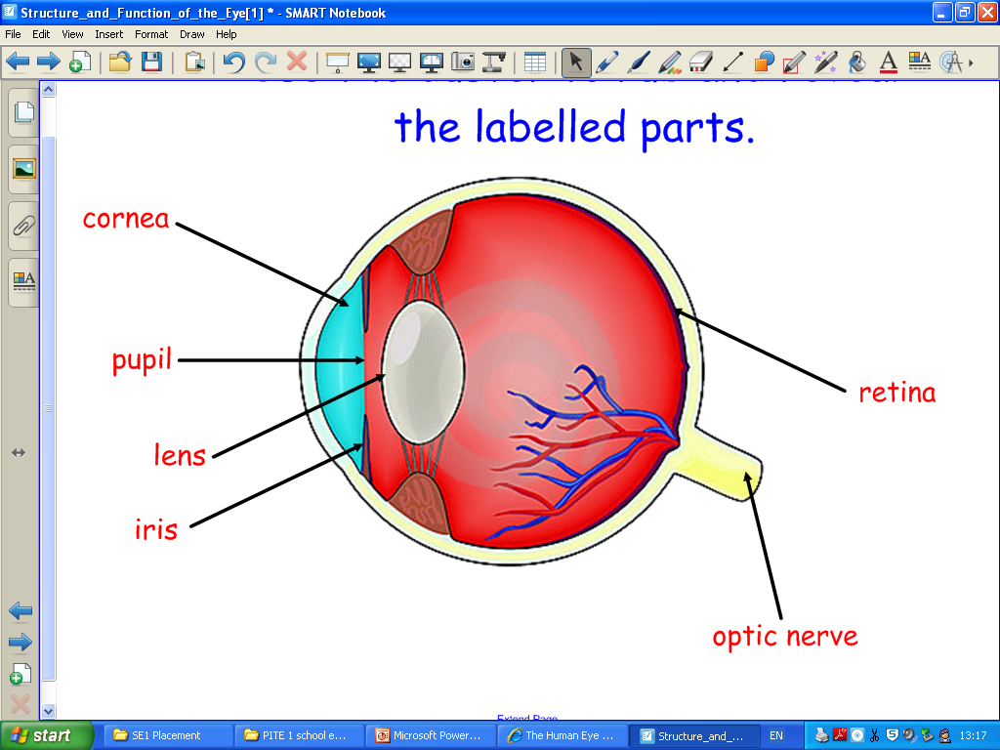 Structure_and_Function_of_the_Eye[1] * - SMART Notebook
File Edit View Insert Format Draw Help
the labelled parts.
cornea
pupil
retina
lens
iris
optic nerve
Extend Page
start
SE1 Placement
PITE 1 school e...
Microsoft Power...
The Human Eye ...
Structure_and_...
EN
13:17